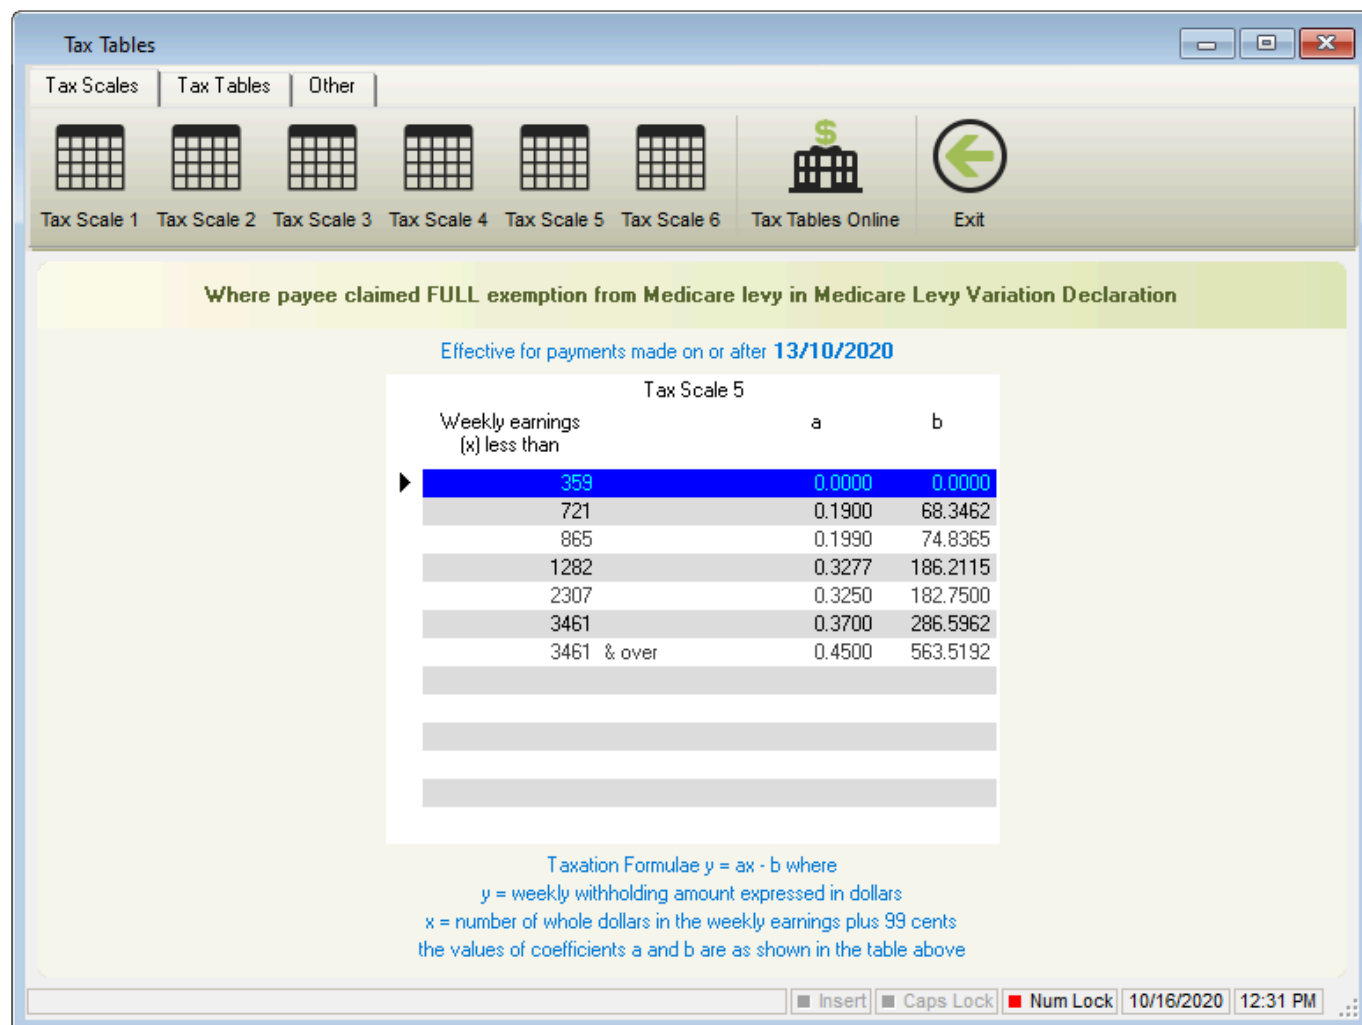 Tax Tables
Tax Scales Tax Tables Other
Tax Scale 1 Tax Scale 2 Tax Scale 3 Tax Scale 4 Tax Scale 5 Tax Scale 6 Tax Tables Online Exit
Where payee claimed FULL exemption from Medicare levy in Medicare Levy Variation Declaration
Effective for payments made on or after 13/10/2020
Tax Scale 5
Weekly earnings a b
(x) less than
359 0.0000 0.0000
721 0.1900 68.3462
865 0.1990 74.8365
1282 0.3277 186.2115
2307 0.3250 182.7500
3461 0.3700 286.5962
3461 & over 0.4500 563.5192
Taxation Formulae y = ax - b where
y = weekly withholding amount expressed in dollars
x = number of whole dollars in the weekly earnings plus 99 cents
the values of coefficients a and b are as shown in the table above
Insert Caps Lock Num Lock 10/16/2020 12:31 PM